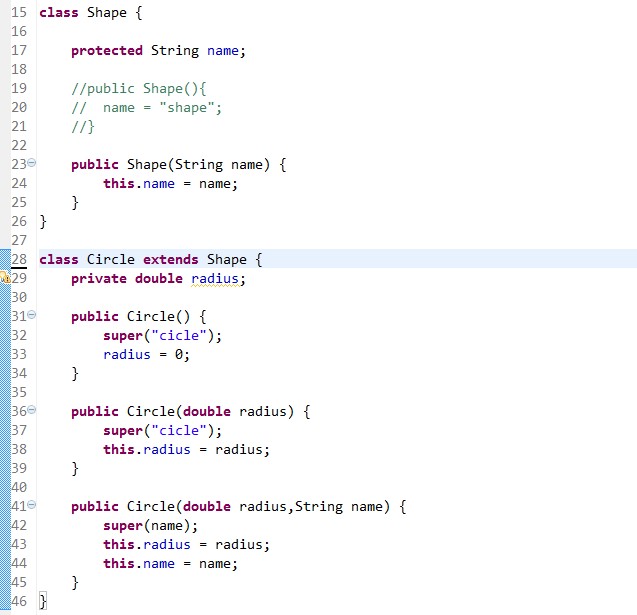 15 class Shape {
16
17     protected String name;
18
19     //public Shape(){
20     //  name = "shape";
21     //}
22
23     public Shape(String name) {
24         this.name = name;
25     }
26 }
27
28 class Circle extends Shape {
29     private double radius;
30
31     public Circle() {
32         super("cicle");
33         radius = 0;
34     }
35
36     public Circle(double radius) {
37         super("cicle");
38         this.radius = radius;
39     }
40
41     public Circle(double radius,String name) {
42         super(name);
43         this.radius = radius;
44         this.name = name;
45     }
46 }